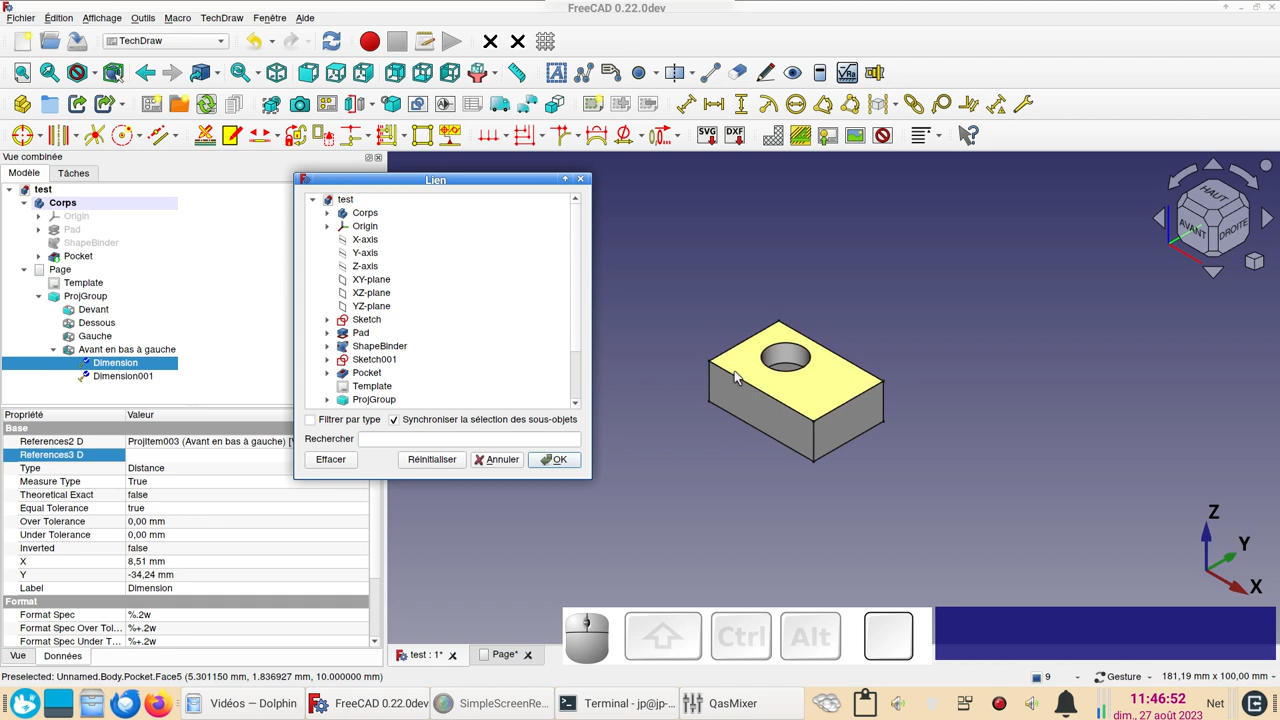 FreeCAD 0.22.0dev
Fichier Édition Affichage Outils Macro TechDraw Fenêtre Aide
TechDraw
Vue combinée
Modèle Tâches
test
Corps
Origin
Pad
ShapeBinder
Pocket
Page
Template
ProjGroup
Devant
Dessous
Gauche
Avant en bas à gauche
Dimension
Dimension001
Propriété Valeur
Base
References2 D ProjItem003 (Avant en bas à gauche) [
References3 D
Type Distance
Measure Type True
Theoretical Exact false
Equal Tolerance true
Over Tolerance 0,00 mm
Under Tolerance 0,00 mm
Inverted false
X 8,51 mm
Y -34,24 mm
Label Dimension
Format
Format Spec %.2w
Format Spec Over Tol... %+.2w
Format Spec Under T... %+.2w
Vue Données
Lien
test
Corps
Origin
X-axis
Y-axis
Z-axis
XY-plane
XZ-plane
YZ-plane
Sketch
Pad
ShapeBinder
Sketch001
Pocket
Template
ProjGroup
Filtrer par type Synchroniser la sélection des sous-objets
Rechercher
Effacer Réinitialiser Annuler OK
SVG DXF
HAUT
AVANT DROITE
Z
Y
X
Ctrl Alt
test : 1* Page*
Preselected: Unnamed.Body.Pocket.Face5 (5.301150 mm, 1.836927 mm, 10.000000 mm)
9 Gesture 181,19 mm x 100,00 mm
Vidéos — Dolphin FreeCAD 0.22.0dev SimpleScreenRe... Terminal - jp@jp-... QasMixer
Net
11:46:52
dim., 27 août 2023